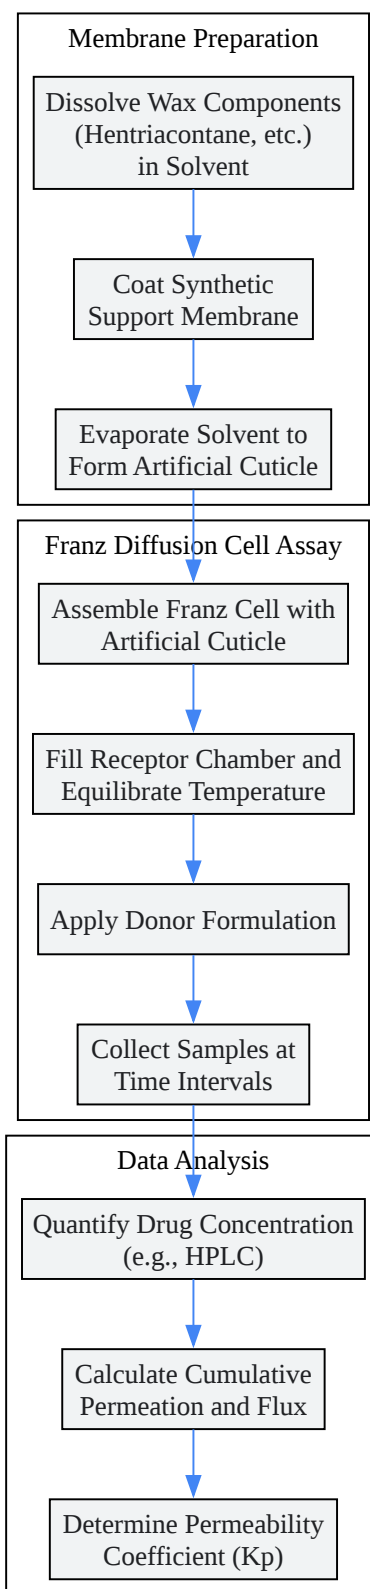 Membrane Preparation
Dissolve Wax Components
(Hentriacontane, etc.)
in Solvent
Coat Synthetic
Support Membrane
Evaporate Solvent to
Form Artificial Cuticle
Franz Diffusion Cell Assay
Assemble Franz Cell with
Artificial Cuticle
Fill Receptor Chamber and
Equilibrate Temperature
Apply Donor Formulation
Collect Samples at
Time Intervals
Data Analysis
Quantify Drug Concentration
(e.g., HPLC)
Calculate Cumulative
Permeation and Flux
Determine Permeability
Coefficient (Kp)